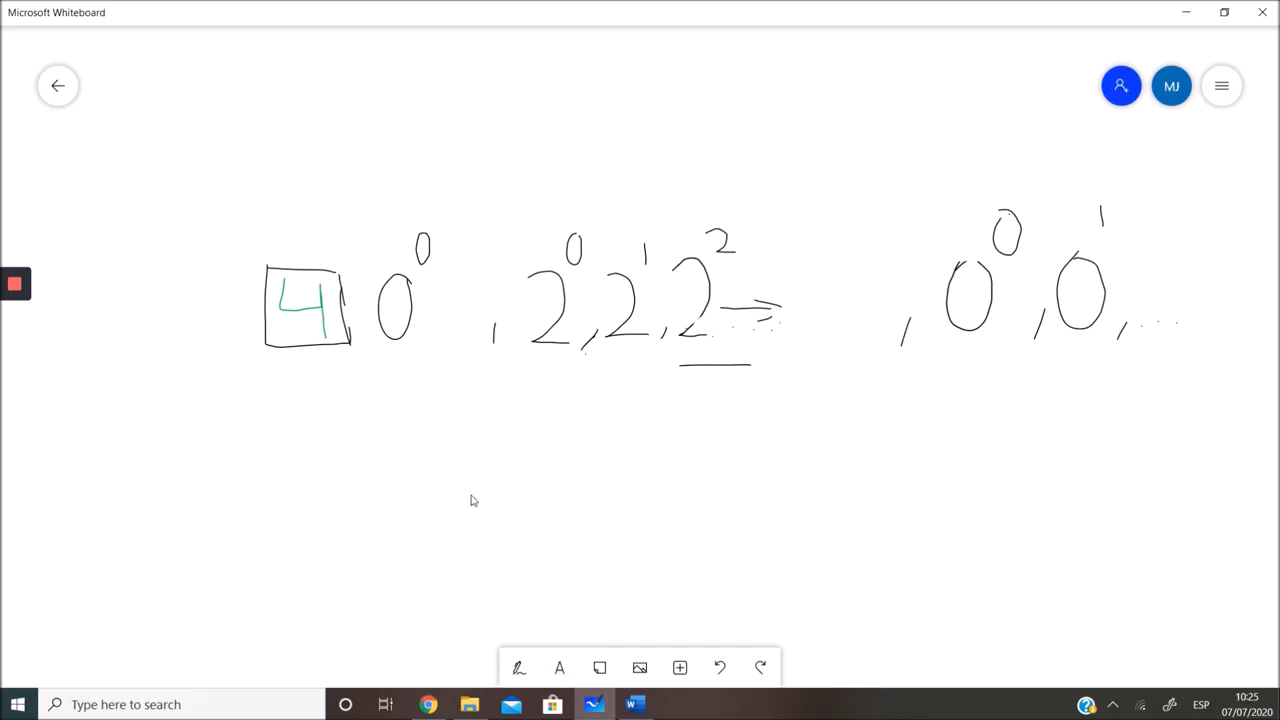 Microsoft Whiteboard
MJ
4 0⁰ , 2⁰, 2¹, 2² ⇒ , 0⁰, 0¹, ...
A
Type here to search
ESP
10:25
07/07/2020